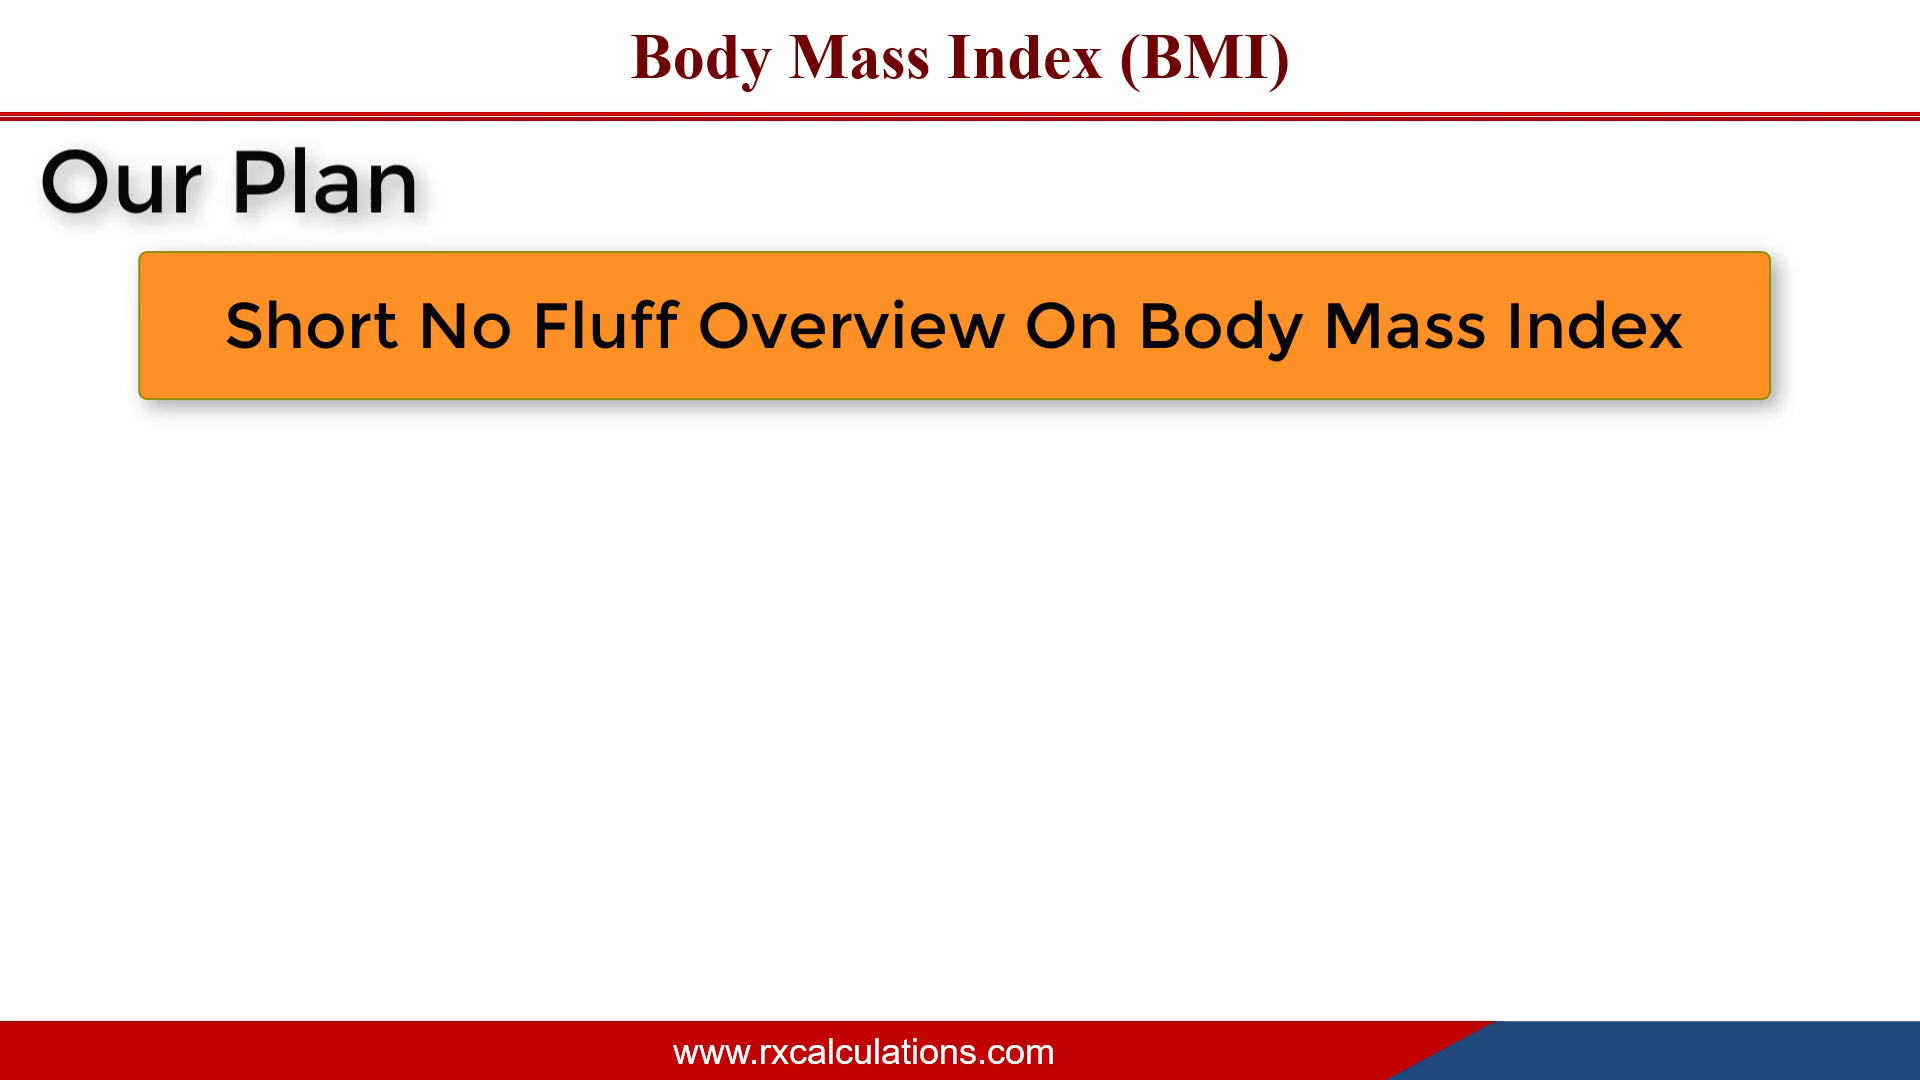 Body Mass Index (BMI)
Our Plan
Short No Fluff Overview On Body Mass Index
www.rxcalculations.com